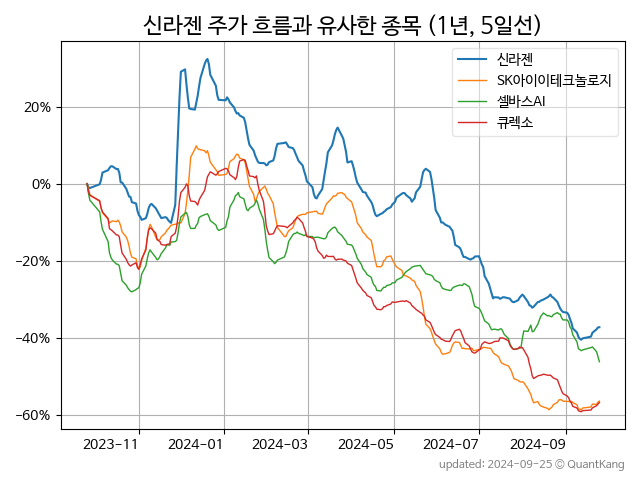 신라젠 주가 흐름과 유사한 종목 (1년, 5일선)
신라젠
SK아이이테크놀로지
셀바스AI
큐렉소
20%
0%
−20%
−40%
−60%
2023−11
2024−01
2024−03
2024−05
2024−07
2024−09
updated: 2024−09−25 © QuantKang